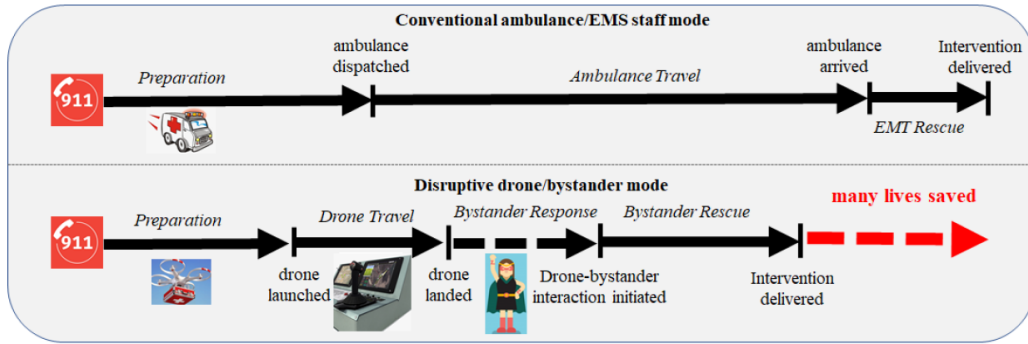 Conventional ambulance/EMS staff mode
911
Preparation
ambulance
dispatched
Ambulance Travel
ambulance
arrived
Intervention
delivered
EMT Rescue
Disruptive drone/bystander mode
911
Preparation
drone
launched
Drone Travel
drone
landed
Bystander Response
Drone-bystander
interaction initiated
Bystander Rescue
Intervention
delivered
many lives saved